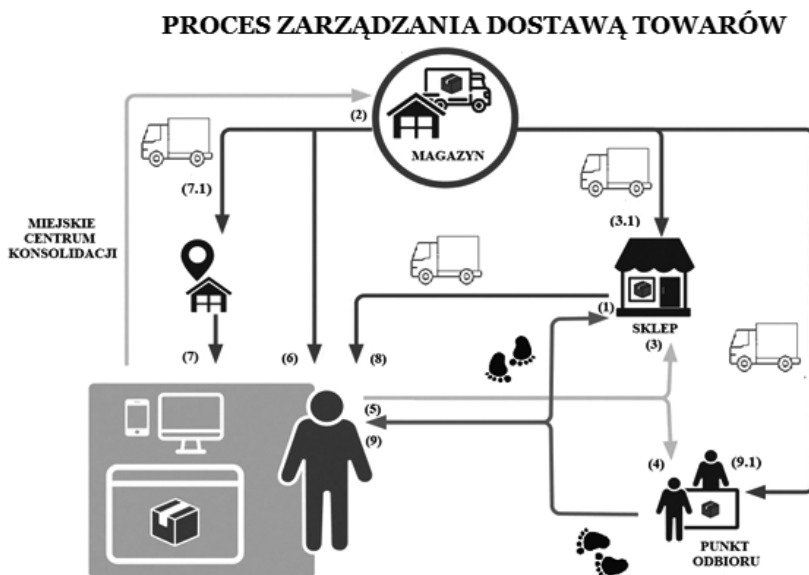 PROCES ZARZĄDZANIA DOSTAWĄ TOWARÓW
(2)
MAGAZYN
(7.1)
(3.1)
MIEJSKIE
CENTRUM
KONSOLIDACJI
(1)
SKLEP
(3)
(7)
(6)
(8)
(5)
(9)
(4)
(9.1)
PUNKT
ODBIORU